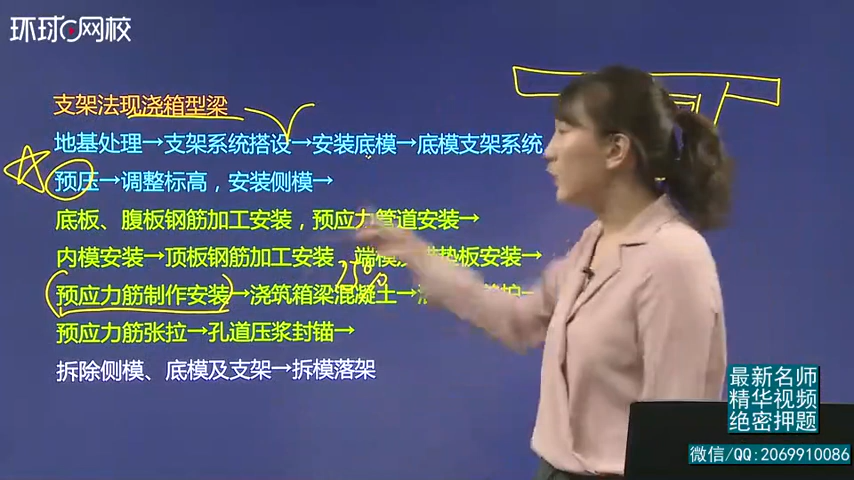 环球网校
支架法现浇箱型梁
地基处理→支架系统搭设→安装底模→底模支架系统
预压→调整标高，安装侧模→
底板、腹板钢筋加工安装，预应力管道安装→
内模安装→顶板钢筋加工安装，端模及 垫板安装→
预应力筋制作安装→浇筑箱梁混凝土→
预应力筋张拉→孔道压浆封锚→
拆除侧模、底模及支架→拆模落架
最新名师
精华视频
绝密押题
微信/QQ:2069910086